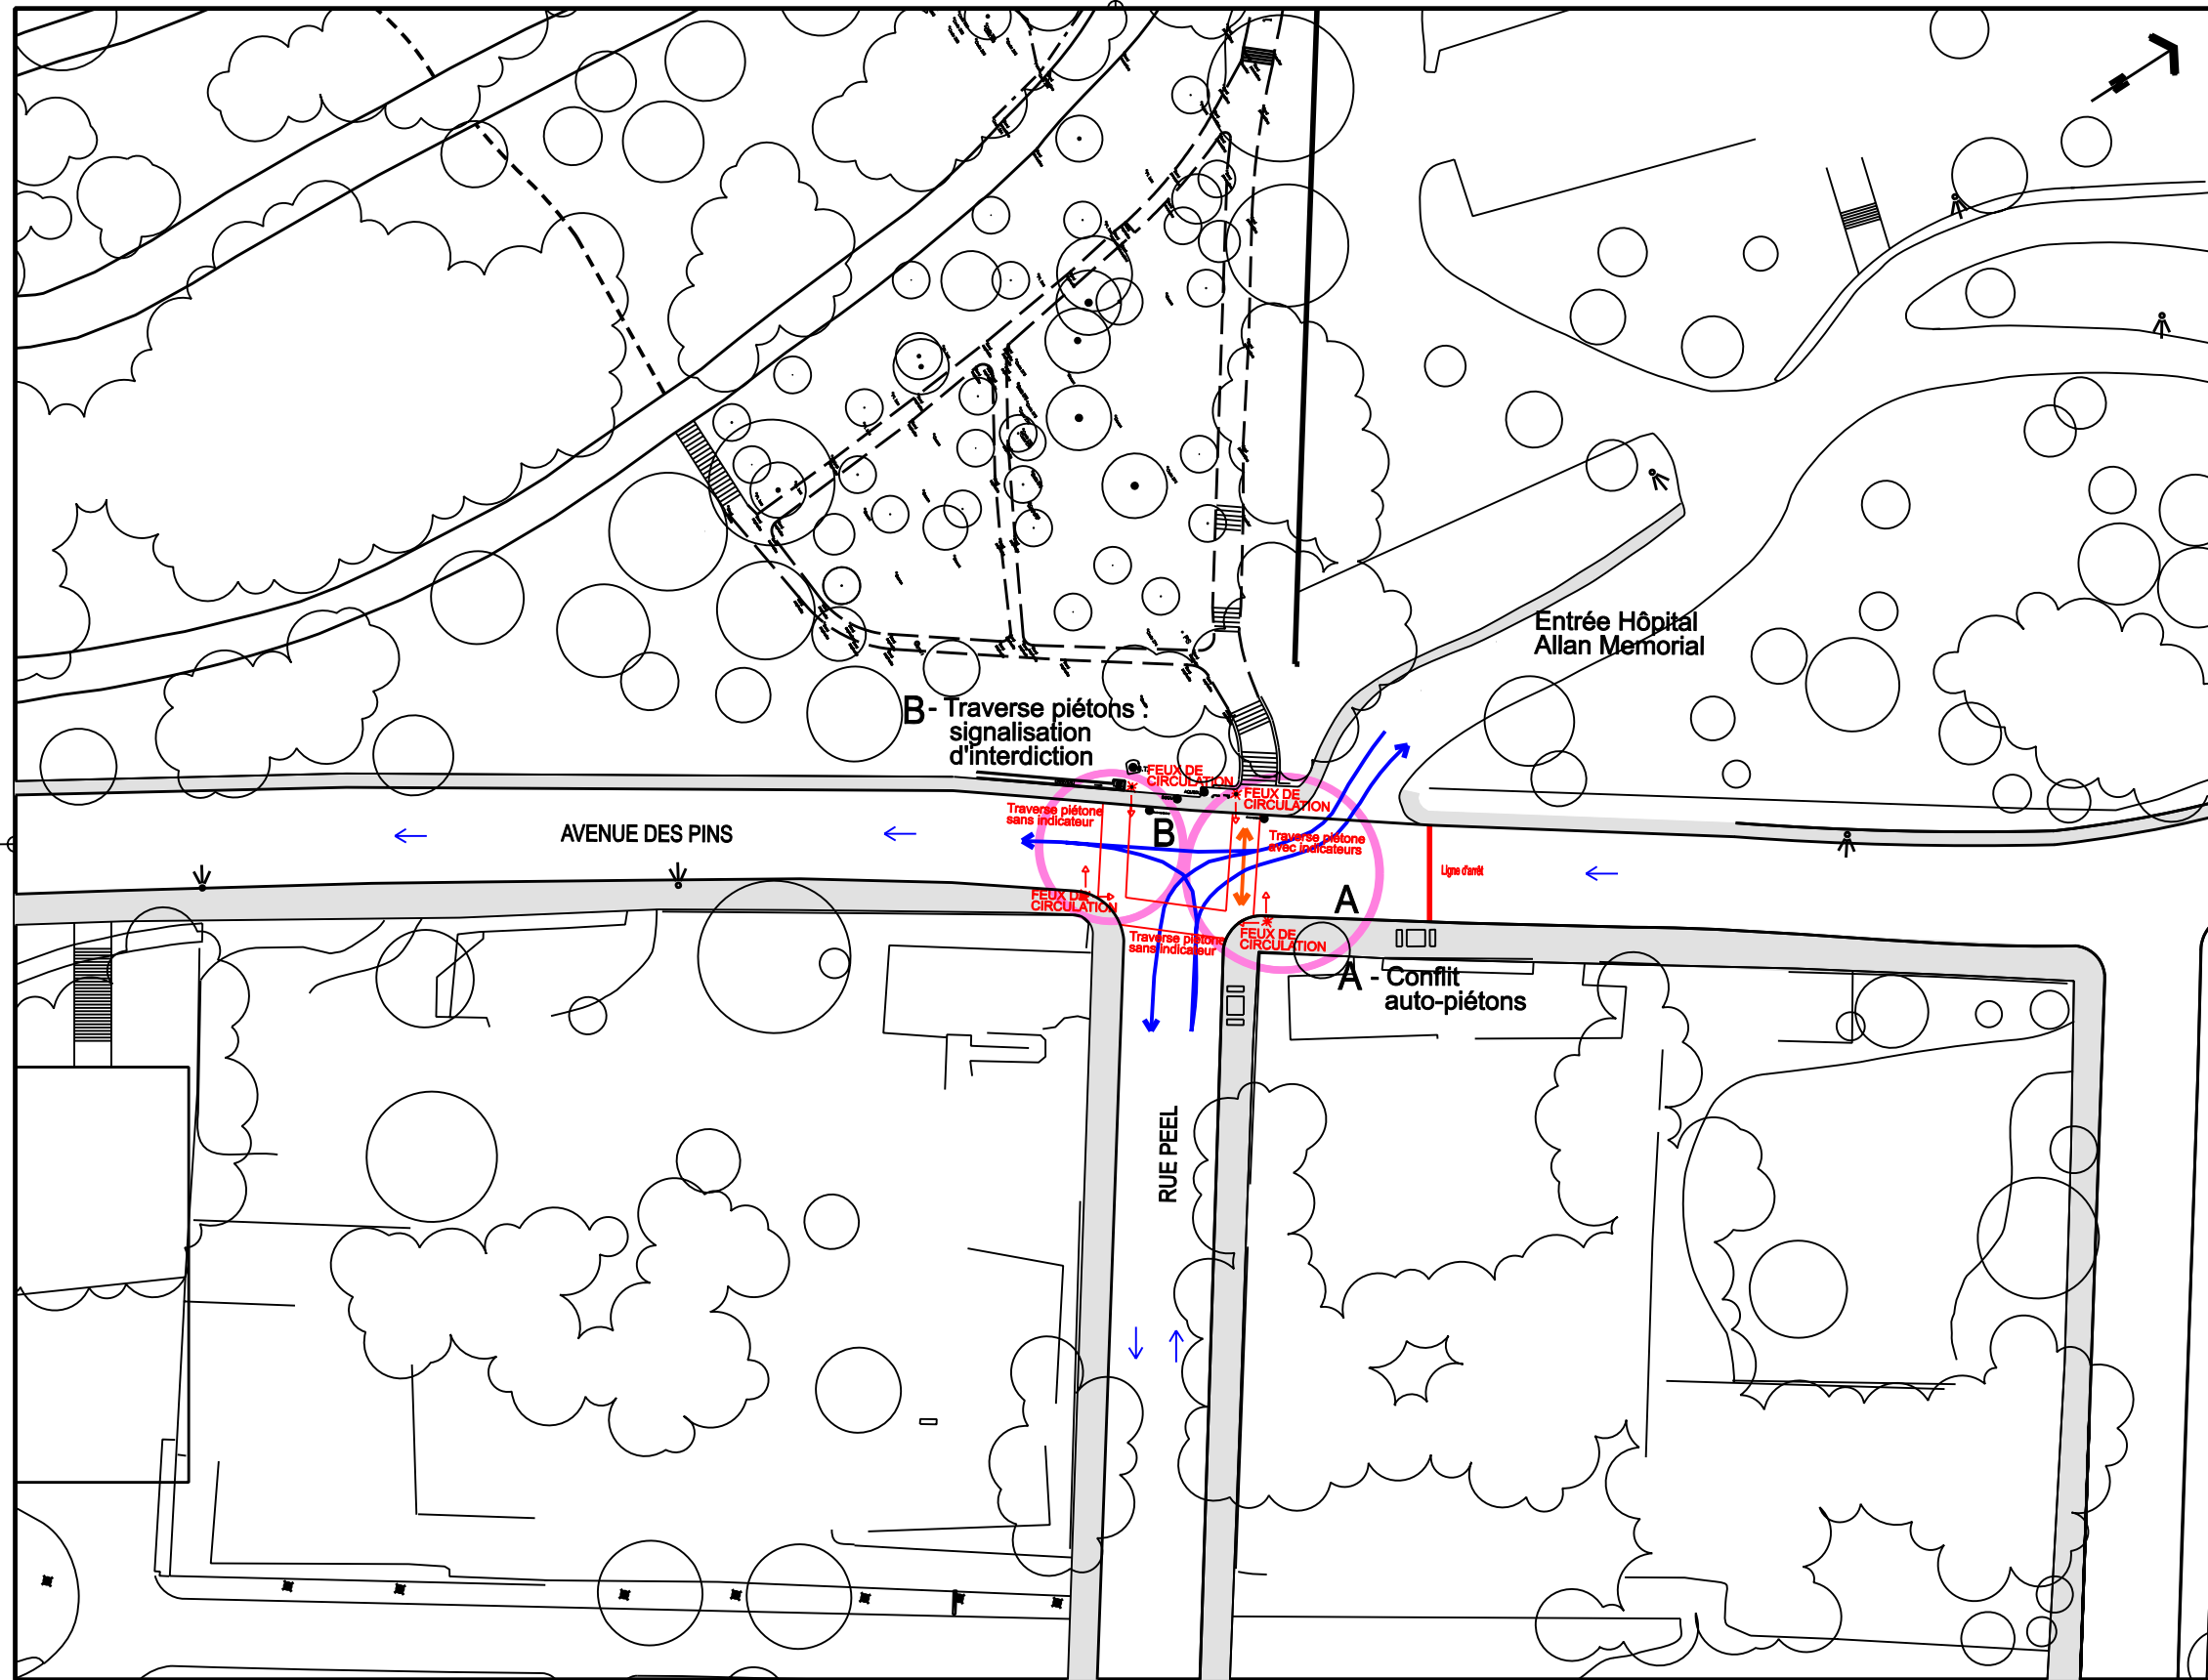 Entrée Hôpital
Allan Memorial
B - Traverse piétons :
signalisation
d'interdiction
FEUX DE
CIRCULATION
FEUX DE
CIRCULATION
Traverse piétone
sans indicateur
AVENUE DES PINS
B
Traverse piétone
avec indicateurs
Ligne d'arrêt
A
FEUX DE
CIRCULATION
Traverse piétone
sans indicateur
FEUX DE
CIRCULATION
A - Conflit
auto-piétons
RUE PEEL